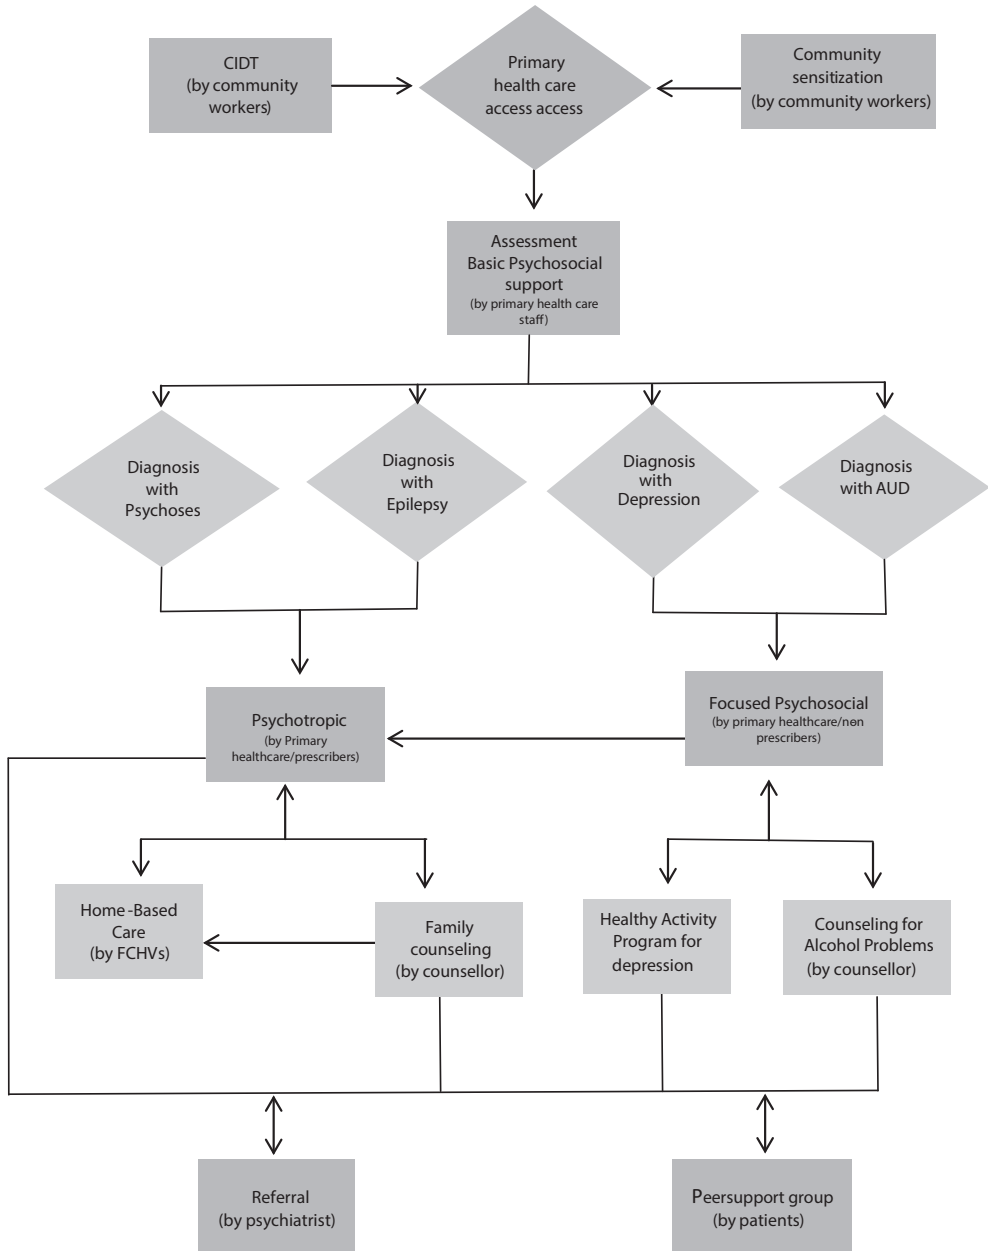 CIDT
(by community
workers)
Primary
health care
access access
Community
sensitization
(by community workers)
Assessment
Basic Psychosocial
support
(by primary health care
staff)
Diagnosis
with
Psychoses
Diagnosis
with
Epilepsy
Diagnosis
with
Depression
Diagnosis
with AUD
Psychotropic
(by Primary
healthcare/prescribers)
Focused Psychosocial
(by primary healthcare/non
prescribers)
Home -Based
Care
(by FCHVs)
Family
counseling
(by counsellor)
Healthy Activity
Program for
depression
Counseling for
Alcohol Problems
(by counsellor)
Referral
(by psychiatrist)
Peersupport group
(by patients)